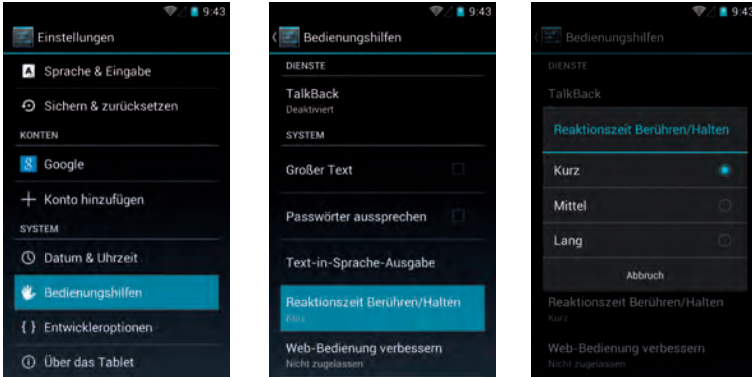 9:43
Einstellungen
Sprache & Eingabe
Sichern & zurücksetzen
KONTEN
Google
Konto hinzufügen
SYSTEM
Datum & Uhrzeit
Bedienungshilfen
{ } Entwickleroptionen
Über das Tablet
9:43
Bedienungshilfen
DIENSTE
TalkBack
Deaktiviert
SYSTEM
Großer Text
Passwörter aussprechen
Text-in-Sprache-Ausgabe
Reaktionszeit Berühren/Halten
Kurz
Web-Bedienung verbessern
Nicht zugelassen
9:43
Bedienungshilfen
DIENSTE
TalkBack
Reaktionszeit Berühren/Halten
Kurz
Mittel
Lang
Abbruch
Reaktionszeit Berühren/Halten
Kurz
Web-Bedienung verbessern
Nicht zugelassen